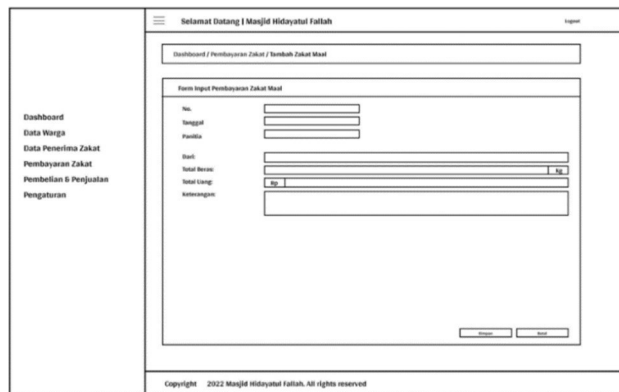 Selamat Datang | Masjid Hidayatul Fallah
Logout
Dashboard / Pembayaran Zakat / Tambah Zakat Maal
Form Input Pembayaran Zakat Maal
No.
Tanggal
Panitia
Dari:
Total Beras:
kg
Total Uang:
Rp
Keterangan:
Simpan
Batal
Dashboard
Data Warga
Data Penerima Zakat
Pembayaran Zakat
Pembelian & Penjualan
Pengaturan
Copyright 2022 Masjid Hidayatul Fallah. All rights reserved